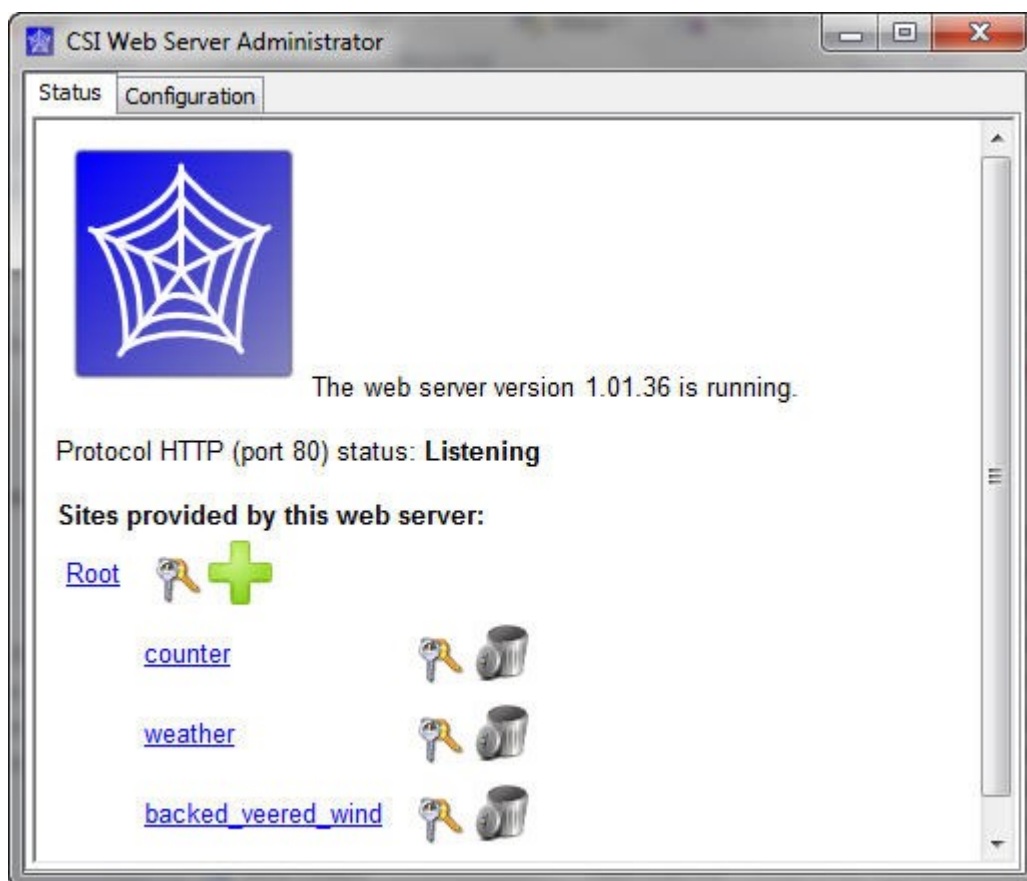 CSI Web Server Administrator
Status Configuration
The web server version 1.01.36 is running.
Protocol HTTP (port 80) status: Listening
Sites provided by this web server:
Root
counter
weather
backed_veered_wind